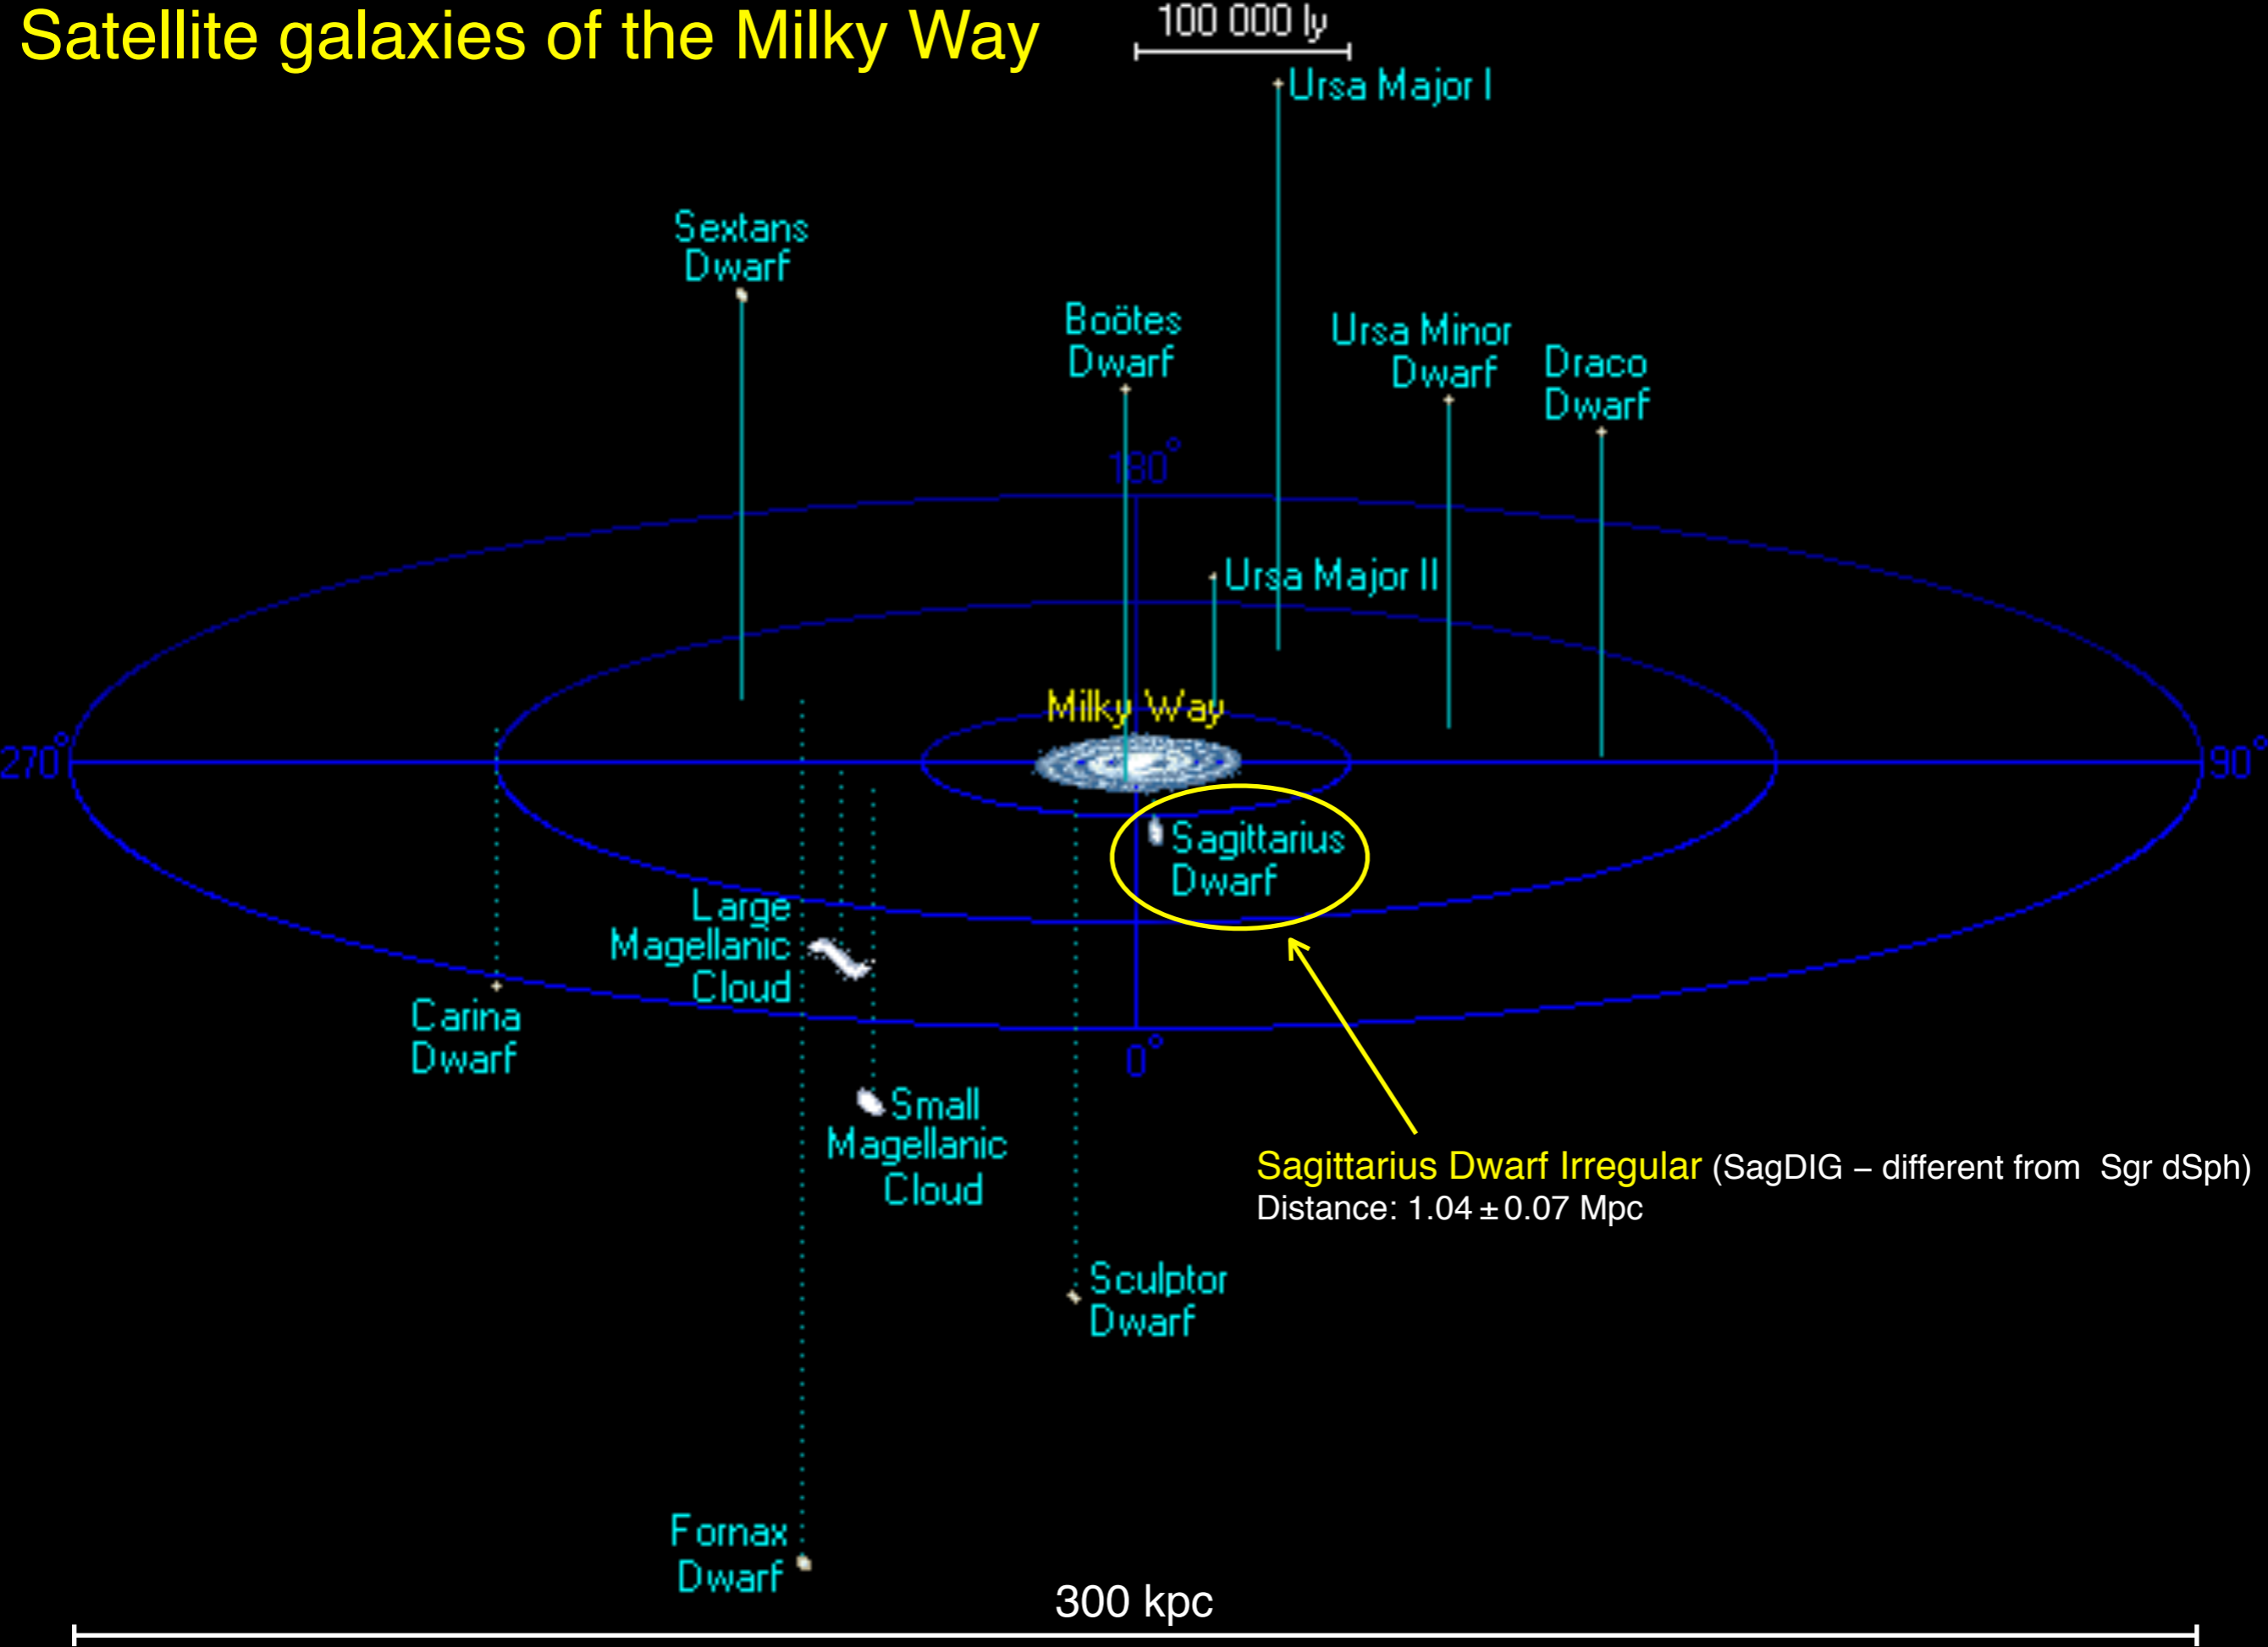 Satellite galaxies of the Milky Way
100 000 ly
Ursa Major I
Sextans
Dwarf
Boötes
Dwarf
Ursa Minor
Dwarf
Draco
Dwarf
180°
Ursa Major II
Milky Way
270°
90°
Sagittarius
Dwarf
Large
Magellanic
Cloud
Carina
Dwarf
0°
Small
Magellanic
Cloud
Sagittarius Dwarf Irregular (SagDIG – different from Sgr dSph)
Distance: 1.04 ± 0.07 Mpc
Sculptor
Dwarf
Fornax
Dwarf
300 kpc